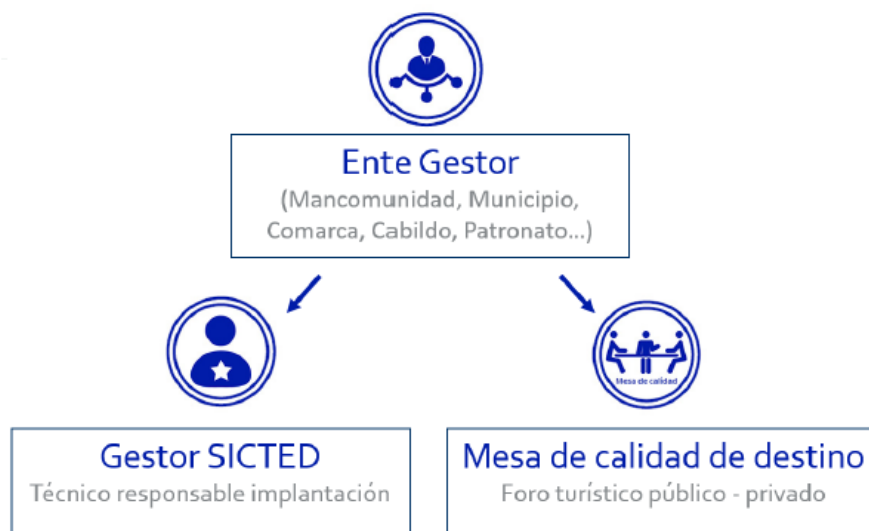 Ente Gestor
(Mancomunidad, Municipio,
Comarca, Cabildo, Patronato...)
Mesa de calidad
Gestor SICTED
Técnico responsable implantación
Mesa de calidad de destino
Foro turístico público - privado